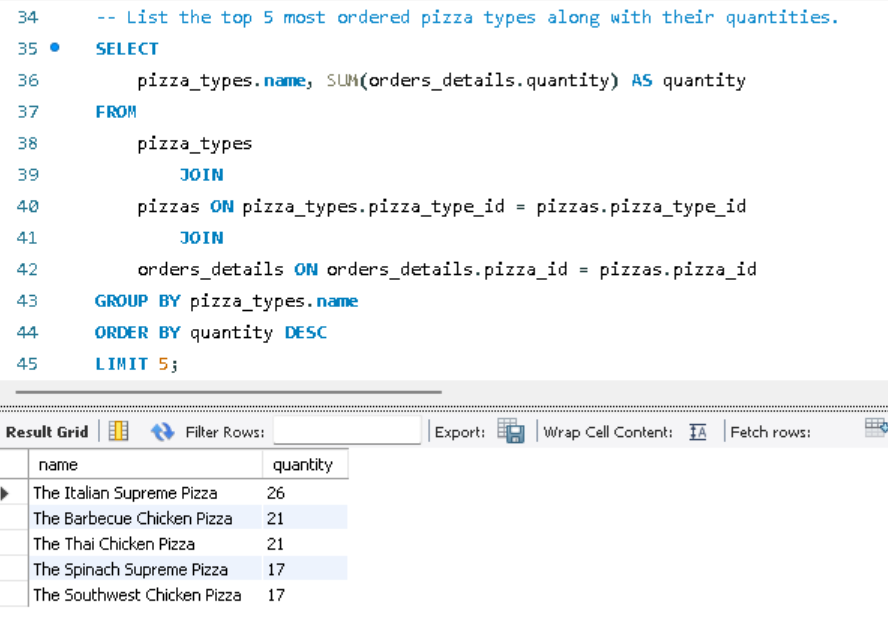 34 -- List the top 5 most ordered pizza types along with their quantities.
35 SELECT
36 pizza_types.name, SUM(orders_details.quantity) AS quantity
37 FROM
38 pizza_types
39 JOIN
40 pizzas ON pizza_types.pizza_type_id = pizzas.pizza_type_id
41 JOIN
42 orders_details ON orders_details.pizza_id = pizzas.pizza_id
43 GROUP BY pizza_types.name
44 ORDER BY quantity DESC
45 LIMIT 5;
Result Grid Filter Rows: Export: Wrap Cell Content: IA Fetch rows:
name quantity
The Italian Supreme Pizza 26
The Barbecue Chicken Pizza 21
The Thai Chicken Pizza 21
The Spinach Supreme Pizza 17
The Southwest Chicken Pizza 17